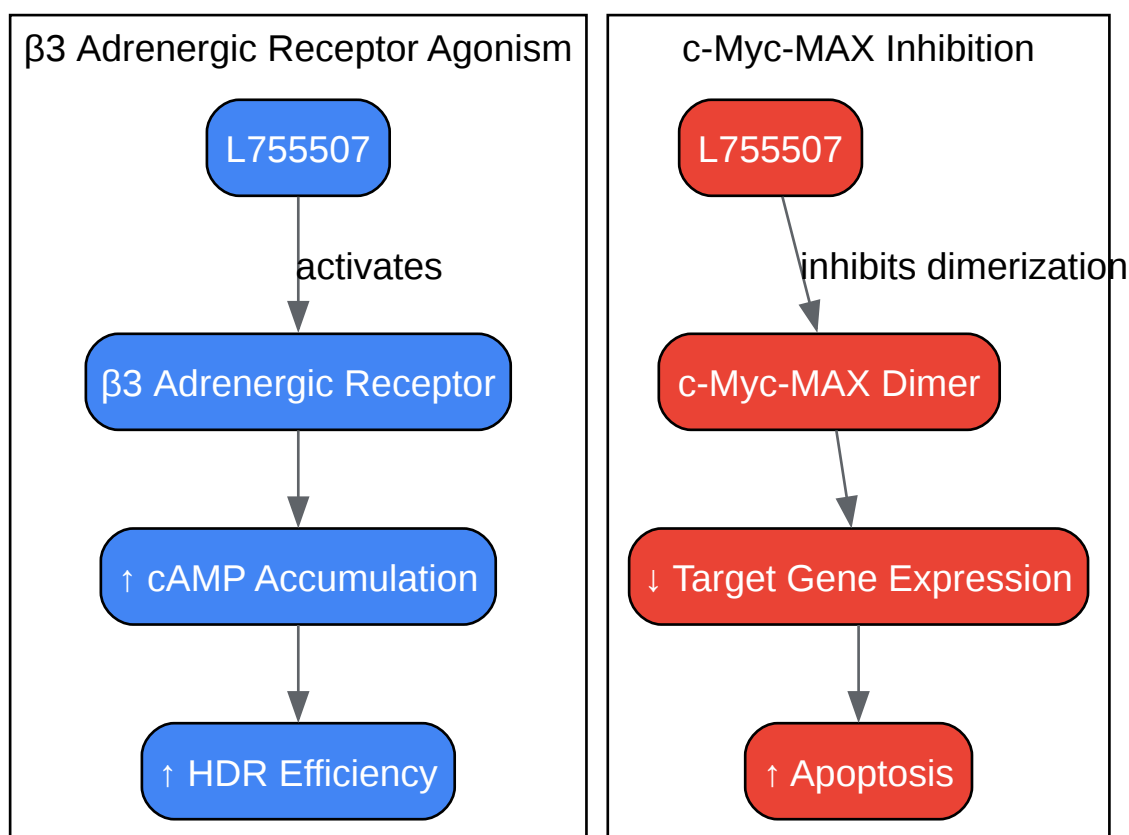 β3 Adrenergic Receptor Agonism
L755507
activates
β3 Adrenergic Receptor
↑ cAMP Accumulation
↑ HDR Efficiency
c-Myc-MAX Inhibition
L755507
inhibits dimerization
c-Myc-MAX Dimer
↓ Target Gene Expression
↑ Apoptosis